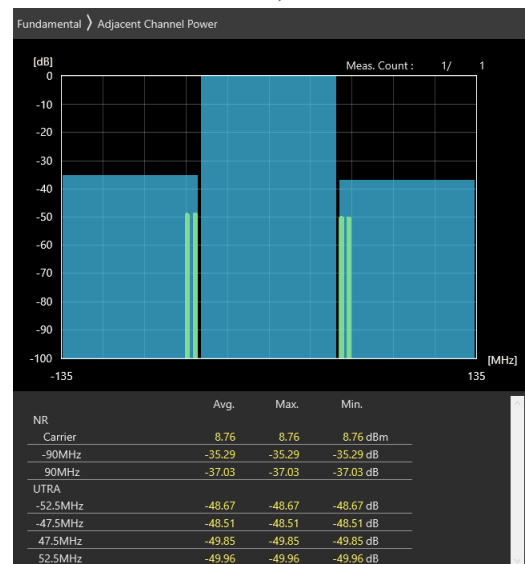 Fundamental 〉 Adjacent Channel Power
[dB] Meas. Count : 1/ 1
0
-10
-20
-30
-40
-50
-60
-70
-80
-90
-100 [MHz]
-135 135
Avg. Max. Min.
NR
Carrier 8.76 8.76 8.76 dBm
-90MHz -35.29 -35.29 -35.29 dB
90MHz -37.03 -37.03 -37.03 dB
UTRA
-52.5MHz -48.67 -48.67 -48.67 dB
-47.5MHz -48.51 -48.51 -48.51 dB
47.5MHz -49.85 -49.85 -49.85 dB
52.5MHz -49.96 -49.96 -49.96 dB